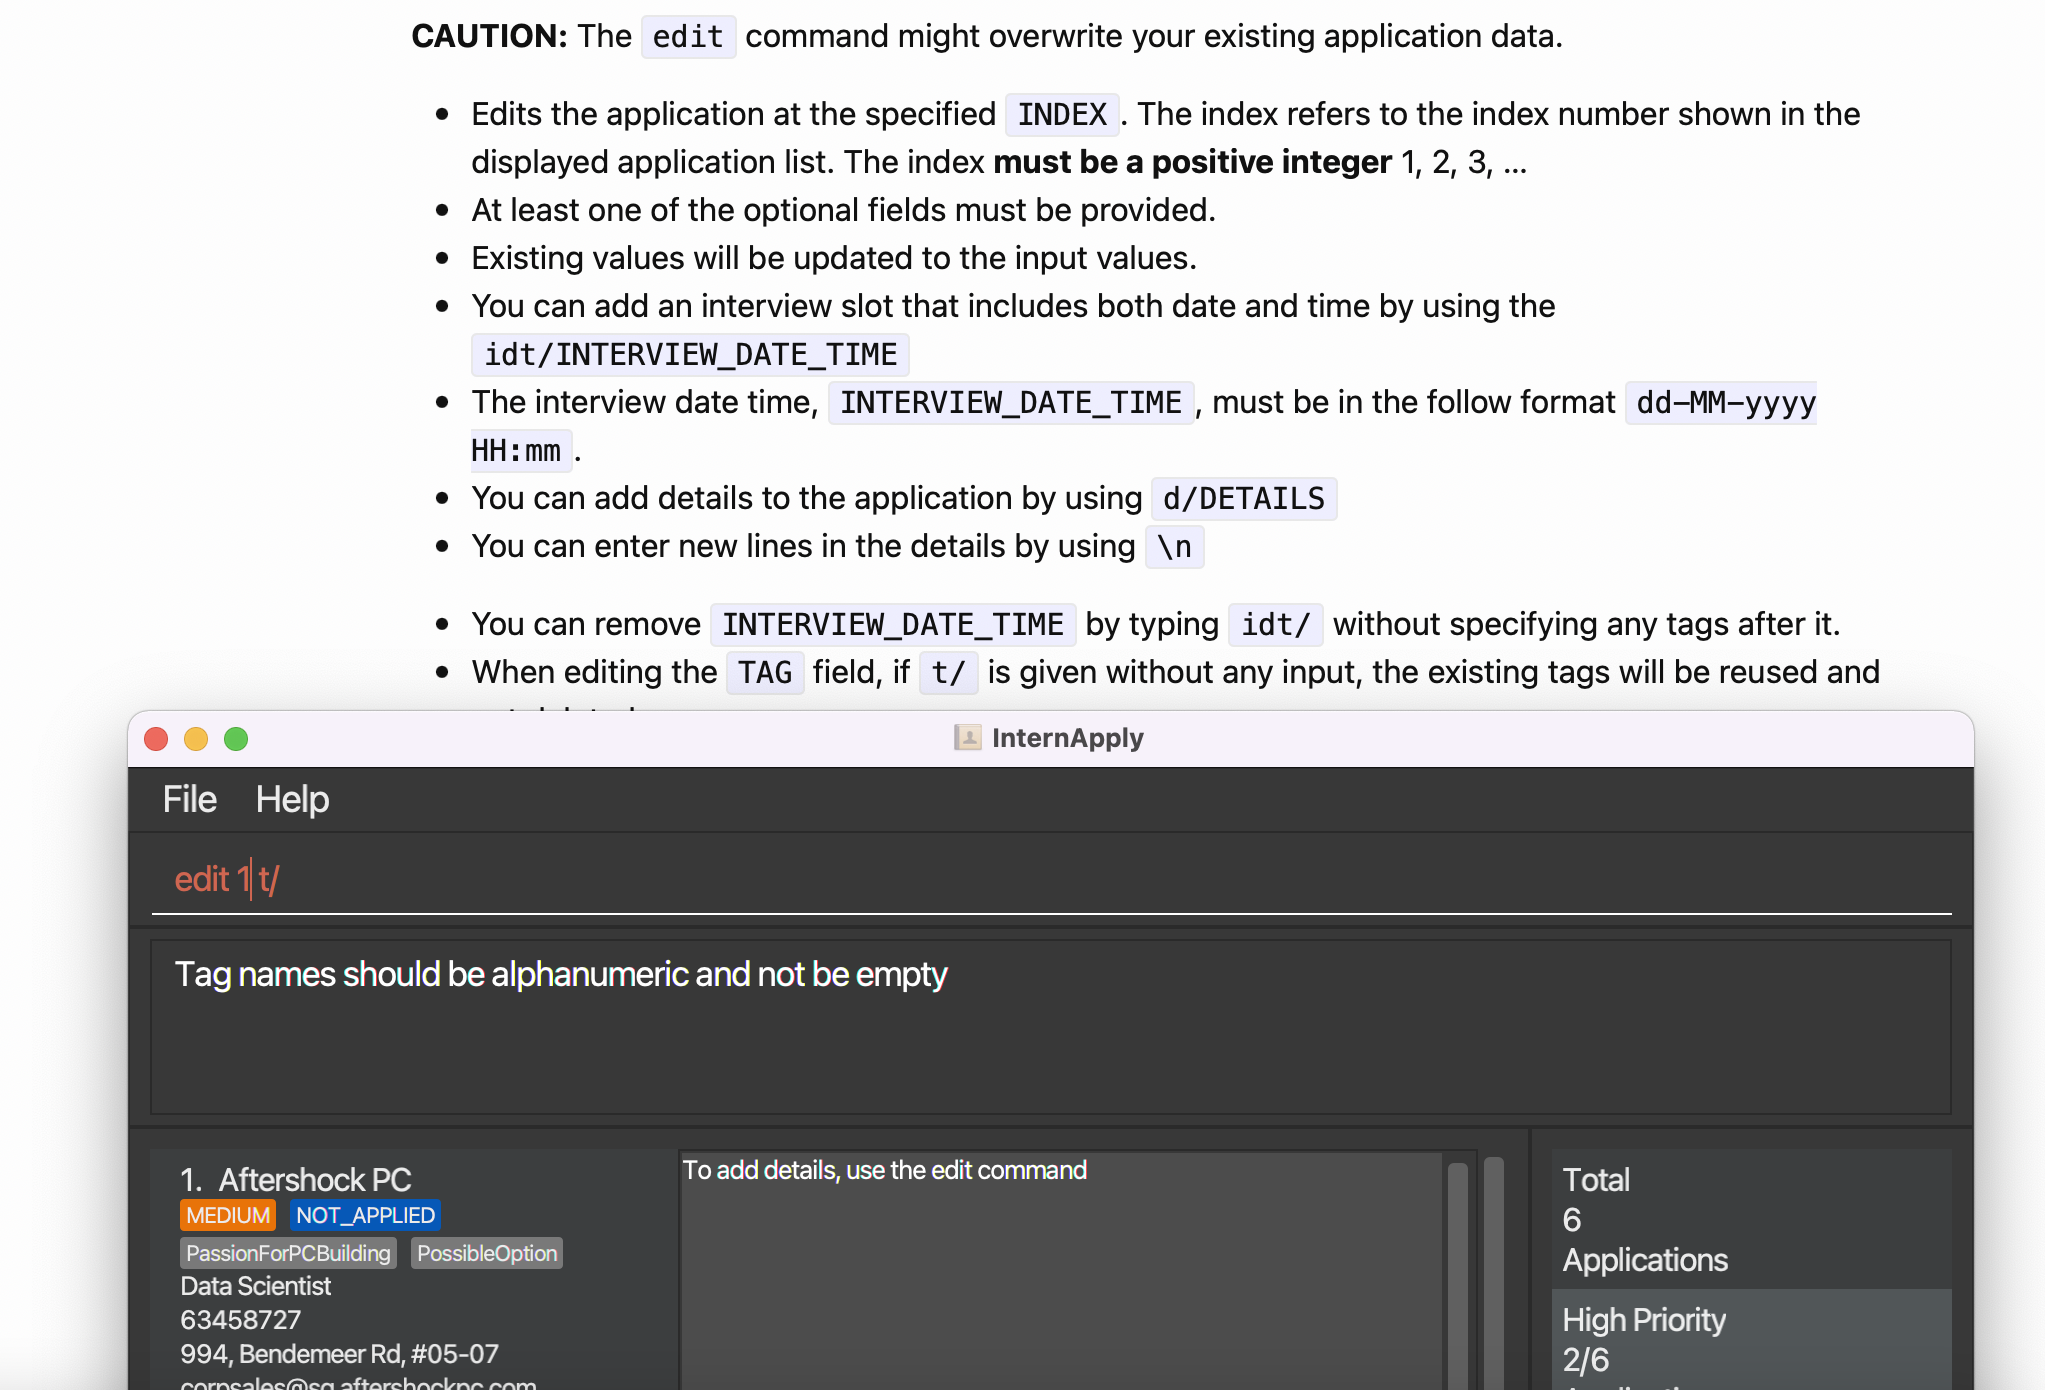 CAUTION: The edit command might overwrite your existing application data.
Edits the application at the specified INDEX. The index refers to the index number shown in the
displayed application list. The index must be a positive integer 1, 2, 3, ...
At least one of the optional fields must be provided.
Existing values will be updated to the input values.
You can add an interview slot that includes both date and time by using the
idt/INTERVIEW_DATE_TIME
The interview date time, INTERVIEW_DATE_TIME, must be in the follow format dd-MM-yyyy
HH:mm.
You can add details to the application by using d/DETAILS
You can enter new lines in the details by using \n
You can remove INTERVIEW_DATE_TIME by typing idt/ without specifying any tags after it.
When editing the TAG field, if t/ is given without any input, the existing tags will be reused and
InternApply
File Help
edit 1 t/
Tag names should be alphanumeric and not be empty
1. Aftershock PC
MEDIUM NOT_APPLIED
PassionForPCBuilding PossibleOption
Data Scientist
63458727
994, Bendemeer Rd, #05-07
corpsales@sg.aftershockpc.com
To add details, use the edit command
Total
6
Applications
High Priority
2/6